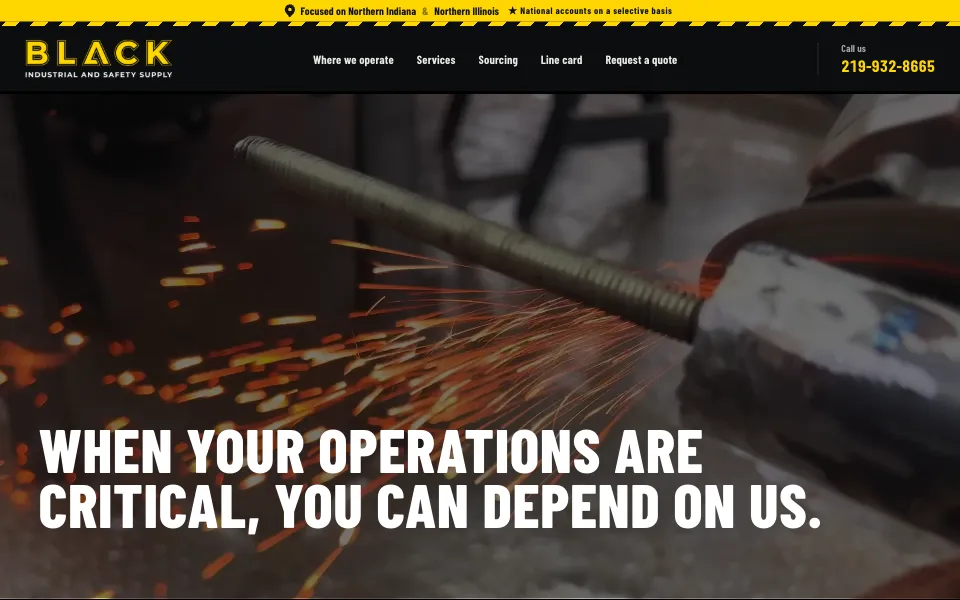 Focused on Northern Indiana & Northern Illinois ★ National accounts on a selective basis
BLACK
INDUSTRIAL AND SAFETY SUPPLY
Where we operate Services Sourcing Line card Request a quote
Call us
219-932-8665
WHEN YOUR OPERATIONS ARE
CRITICAL, YOU CAN DEPEND ON US.